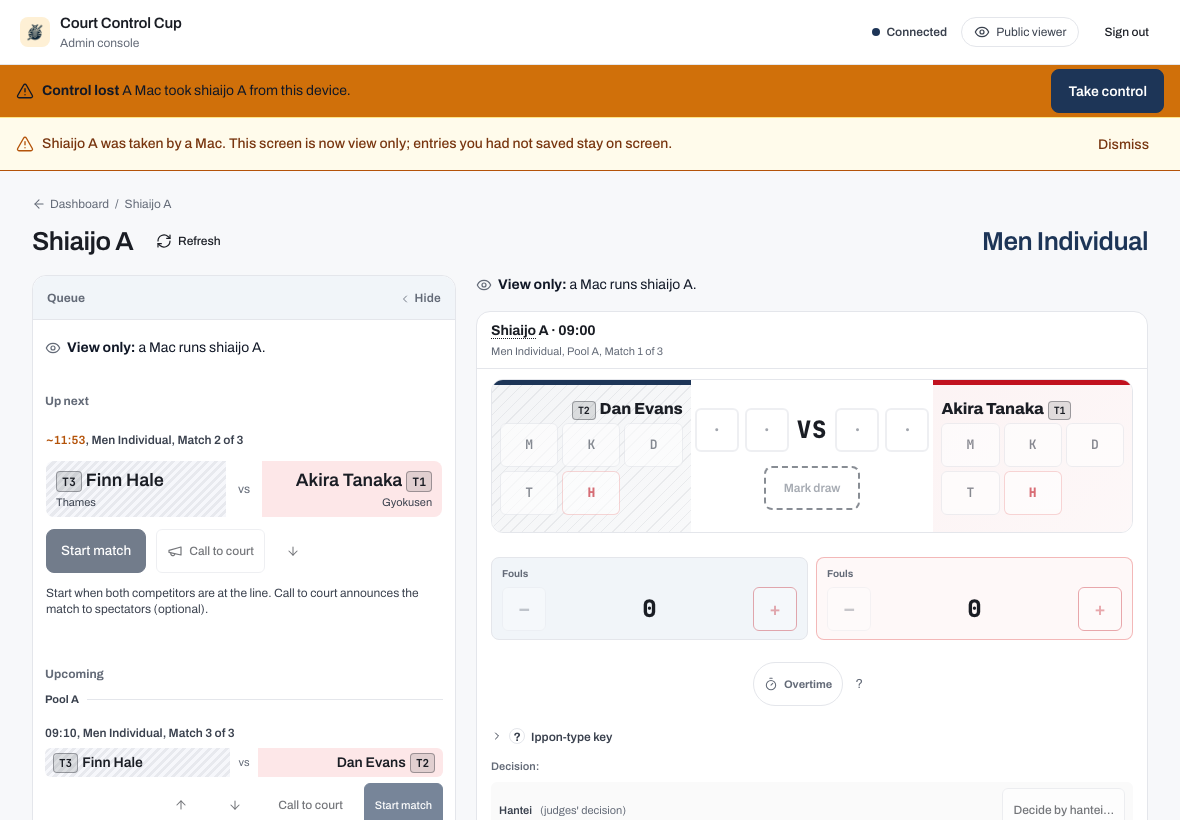 Court Control Cup
Admin console
Connected
Public viewer
Sign out
Control lost A Mac took shiaijo A from this device.
Take control
Shiaijo A was taken by a Mac. This screen is now view only; entries you had not saved stay on screen.
Dismiss
Dashboard / Shiaijo A
Shiaijo A
Refresh
Men Individual
Queue
Hide
View only: a Mac runs shiaijo A.
Up next
~11:53, Men Individual, Match 2 of 3
T3 Finn Hale
Thames
vs
Akira Tanaka T1
Gyokusen
Start match
Call to court
Start when both competitors are at the line. Call to court announces the
match to spectators (optional).
Upcoming
Pool A
09:10, Men Individual, Match 3 of 3
T3 Finn Hale
vs
Dan Evans T2
Call to court
Start match
View only: a Mac runs shiaijo A.
Shiaijo A · 09:00
Men Individual, Pool A, Match 1 of 3
T2 Dan Evans
M K D
T H
VS
Mark draw
Akira Tanaka T1
M K D
T H
Fouls
− 0 +
Fouls
− 0 +
Overtime
?
? Ippon-type key
Decision:
Hantei (judges' decision)
Decide by hantei...